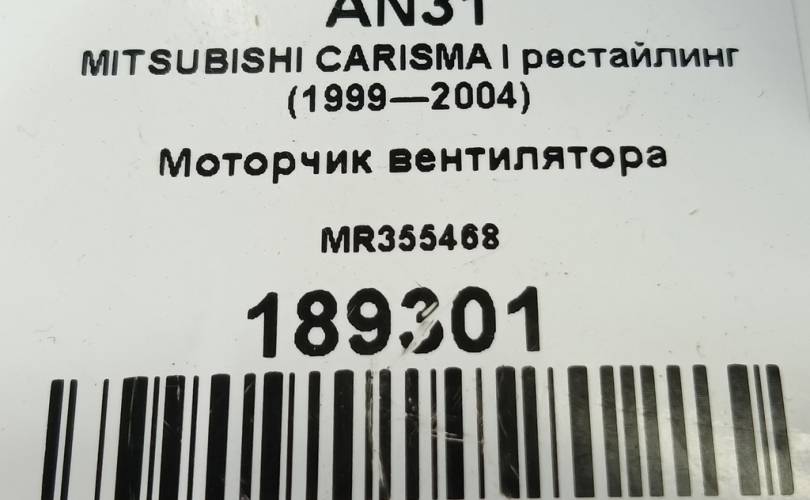 AN31
MITSUBISHI CARISMA I рестайлинг
(1999—2004)
Моторчик вентилятора
MR355468
189301